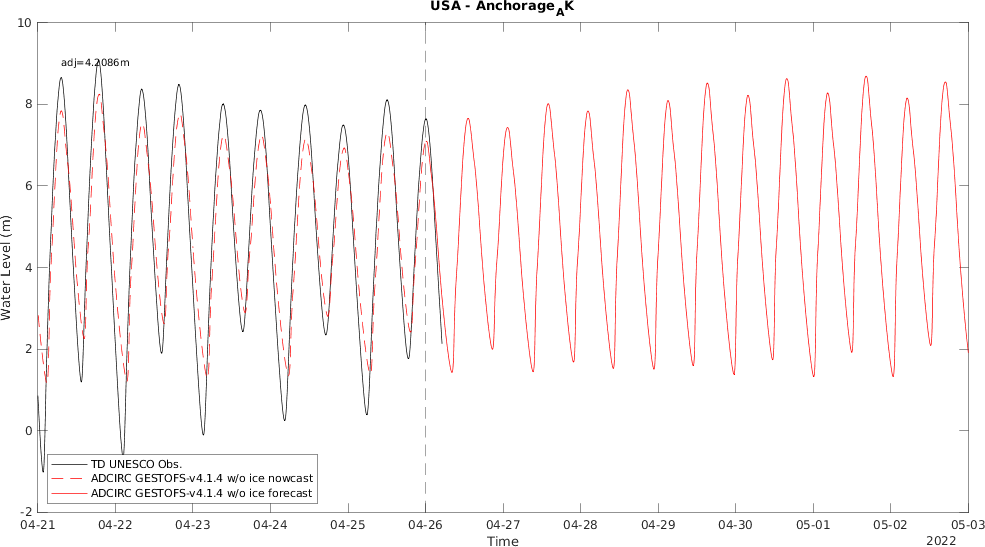 USA - Anchorage_AK
adj=4.2086m
10
8
6
4
2
0
-2
Water Level (m)
TD UNESCO Obs.
ADCIRC GESTOFS-v4.1.4 w/o ice nowcast
ADCIRC GESTOFS-v4.1.4 w/o ice forecast
04-21 04-22 04-23 04-24 04-25 04-26 04-27 04-28 04-29 04-30 05-01 05-02 05-03
Time
2022